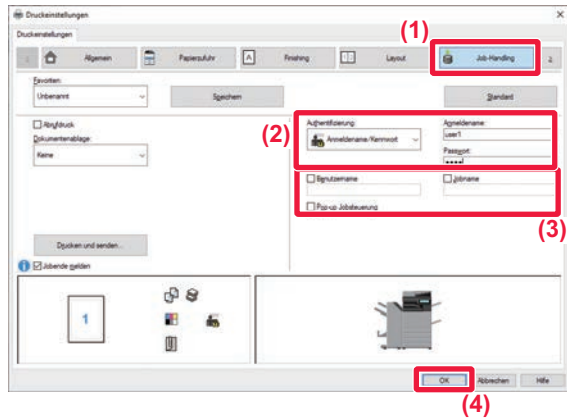 Druckeinstellungen
Druckeinstellungen
(1)
Allgemein
Papierzufuhr
Finishing
Layout
Job-Handling
Favoriten:
Unbenannt
Speichern
Standard
Abrufdruck
Dokumentenablage:
Keine
(2)
Authentifizierung:
Anmeldename/Kennwort
Anmeldename:
user1
Passwort:
Benutzername
Jobname
Pop-up Jobsteuerung
(3)
Drucken und senden...
Jobende melden
1
OK
Abbrechen
Hilfe
(4)